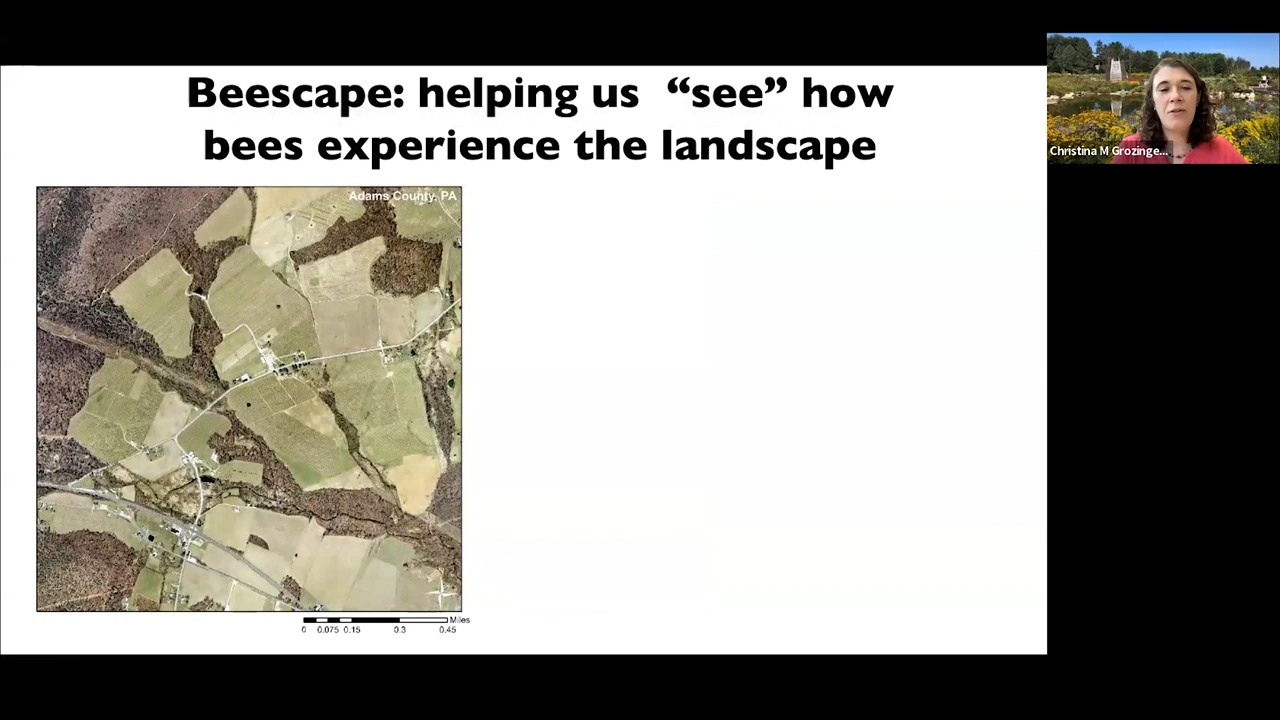 Beescape: helping us “see” how
bees experience the landscape
Christina M Grozinge...
Adams County, PA
Miles
0 0.075 0.15 0.3 0.45